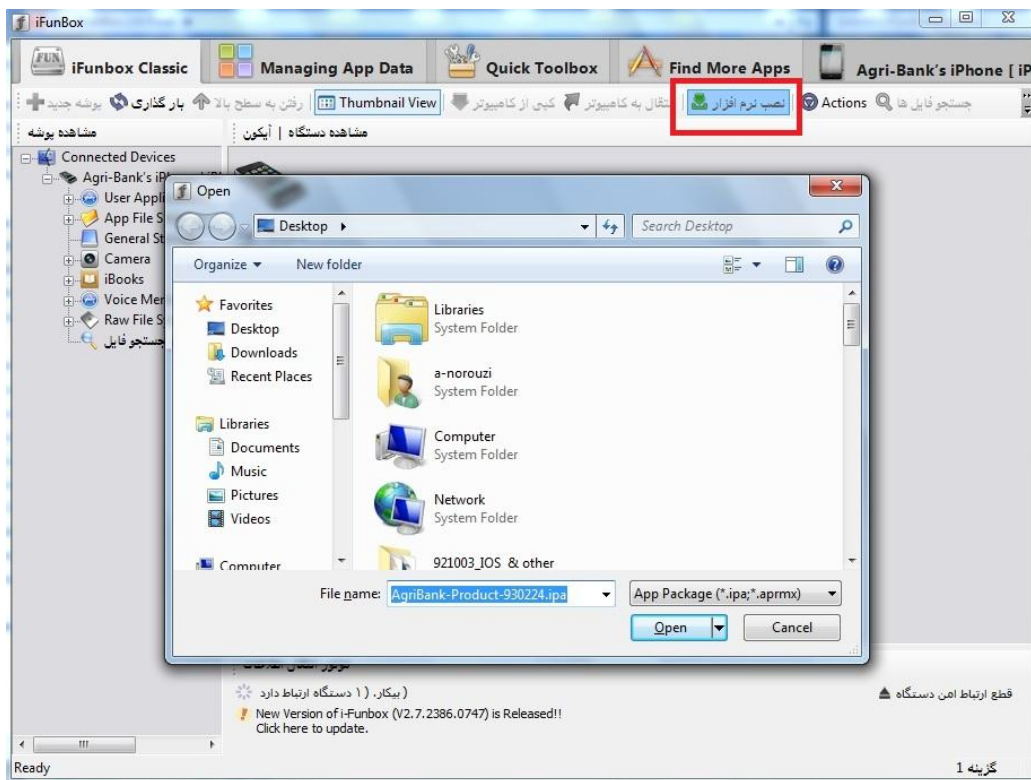 iFunBox
iFunbox Classic
Managing App Data
Quick Toolbox
Find More Apps
Agri-Bank's iPhone [ iP
پوشه جدید
بار گذاری
رفتن به سطح بالا
Thumbnail View
کپی از کامپیوتر
نتقال به کامپیوتر
نصب نرم افزار
Actions
جستجو فایل ها
مشاهده پوشه
مشاهده دستگاه | آیکون
Connected Devices
Agri-Bank's
User Appli
App File S
General St
Camera
iBooks
Voice Mer
Raw File S
جستجو فایل
Open
Desktop
Search Desktop
Organize
New folder
Favorites
Desktop
Downloads
Recent Places
Libraries
Documents
Music
Pictures
Videos
Computer
Libraries
System Folder
a-norouzi
System Folder
Computer
System Folder
Network
System Folder
921003_IOS & other
File name:
AgriBank-Product-930224.ipa
App Package (*.ipa;*.aprmx)
Open
Cancel
(بیکار، (۱ دستگاه ارتباط دارد
قطع ارتباط امن دستگاه
New Version of i-Funbox (V2.7.2386.0747) is Released!!
Click here to update.
Ready
گزینه 1